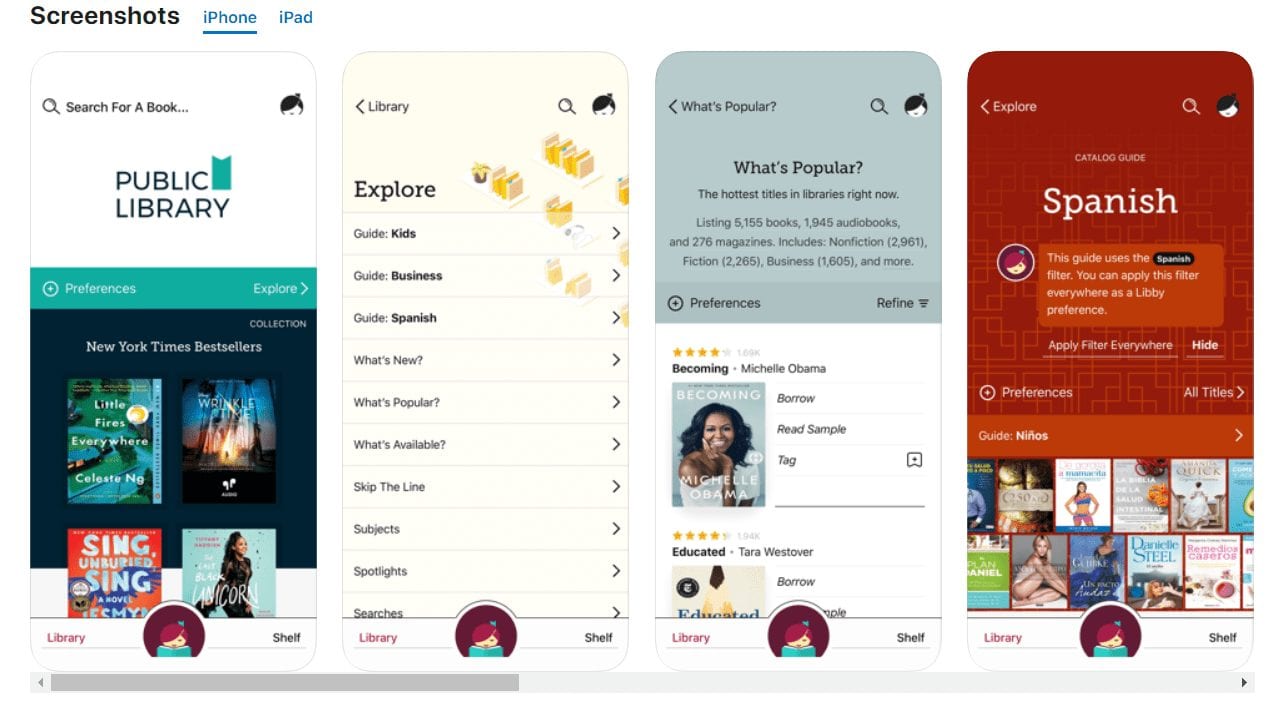 Screenshots iPhone iPad
Search For A Book...
PUBLIC
LIBRARY
Preferences Explore
COLLECTION
New York Times Bestsellers
Little
Fires
Everywhere
Celeste Ng
WRINKLE
TIME
AUDIO
SING,
UNBURIED,
SING
A NOVEL
JESMYN
TIFFANY
HADDISH
THE
LAST
BLACK
UNICORN
Library Shelf
Library
Explore
Guide: Kids
Guide: Business
Guide: Spanish
What's New?
What's Popular?
What's Available?
Skip The Line
Subjects
Spotlights
Searches
Library Shelf
What's Popular?
What's Popular?
The hottest titles in libraries right now.
Listing 5,155 books, 1,945 audiobooks,
and 276 magazines. Includes: Nonfiction (2,961),
Fiction (2,265), Business (1,605), and more.
Preferences Refine
1.69K
Becoming • Michelle Obama
BECOMING
MICHELLE
OBAMA
Borrow
Read Sample
Tag
1.94K
Educated • Tara Westover
Educated
Borrow
Library Shelf
Explore
CATALOG GUIDE
Spanish
This guide uses the Spanish
filter. You can apply this filter
everywhere as a Libby
preference.
Apply Filter Everywhere Hide
Preferences All Titles
Guide: Niños
De gorda
a mamacita
LA BIBLIA
DE LA
SALUD
INTESTINAL
AMANDA
QUICK
PLAN
DANIEL
UN PACTO
Danielle
STEEL
Remedios
caseros
Library Shelf